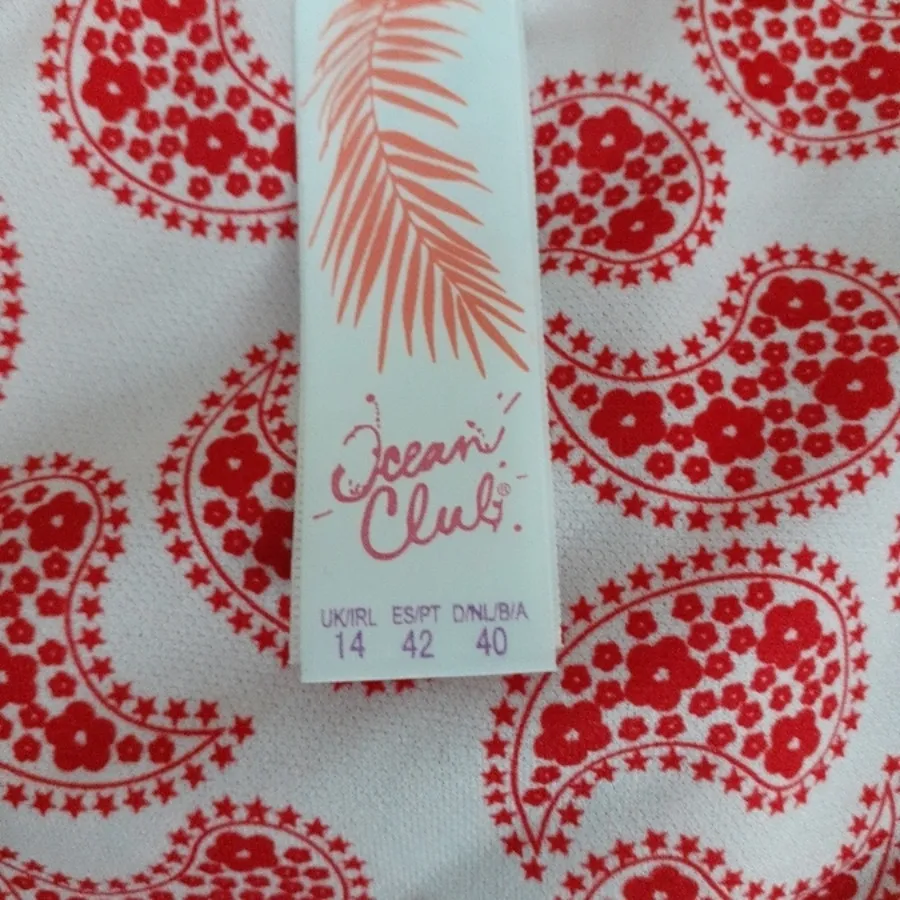 Ocean
Club®
UK/IRL ES/PT D/NL/B/A
14 42 40